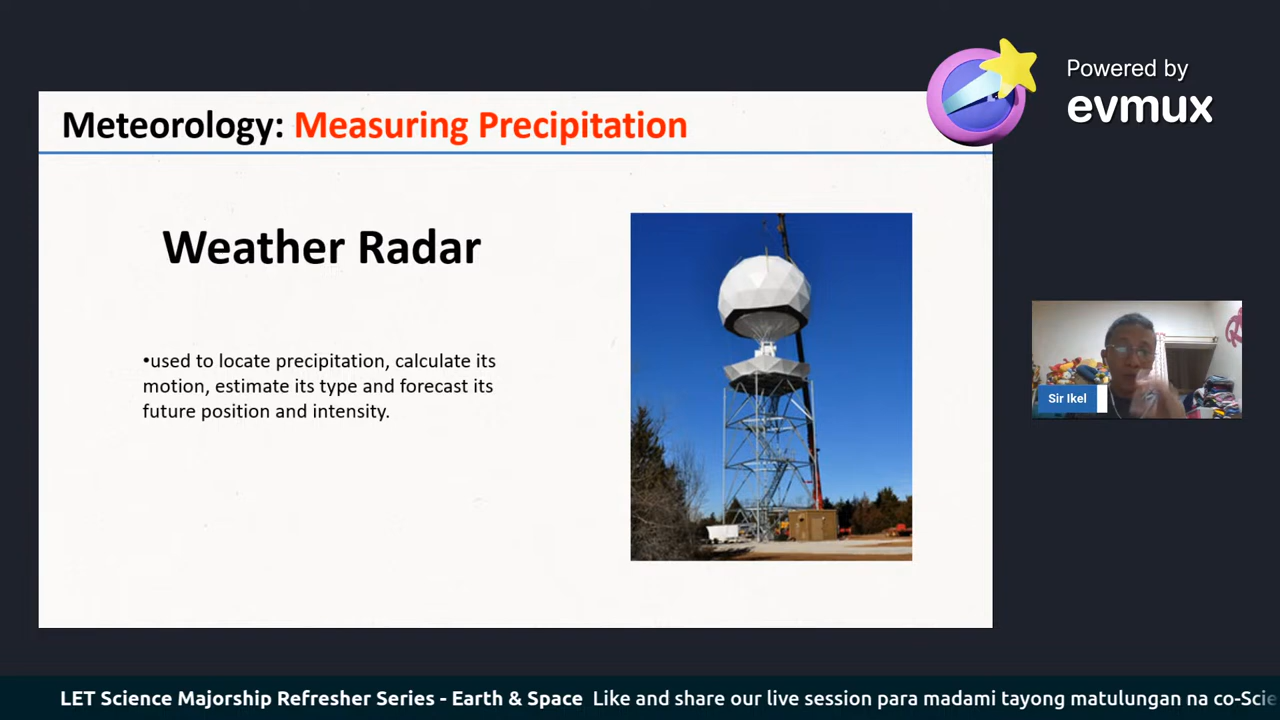 Powered by
evmux
Meteorology: Measuring Precipitation
Weather Radar
•used to locate precipitation, calculate its
motion, estimate its type and forecast its
future position and intensity.
Sir Ikel
LET Science Majorship Refresher Series - Earth & Space Like and share our live session para madami tayong matulungan na co-Scie